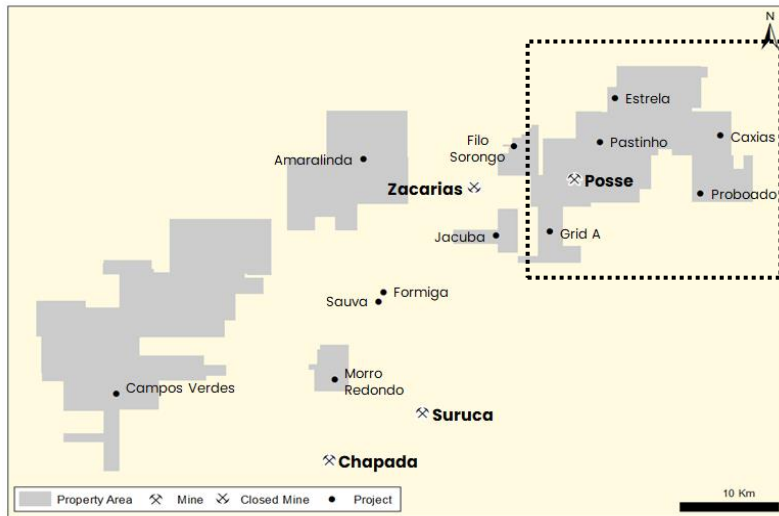 N
Estrela
Filo
Sorongo
Pastinho
Caxias
Amaralinda
Zacarias
Posse
Proboado
Jacuba
Grid A
Formiga
Sauva
Morro
Redondo
Campos Verdes
Suruca
Chapada
Property Area Mine Closed Mine Project
10 Km